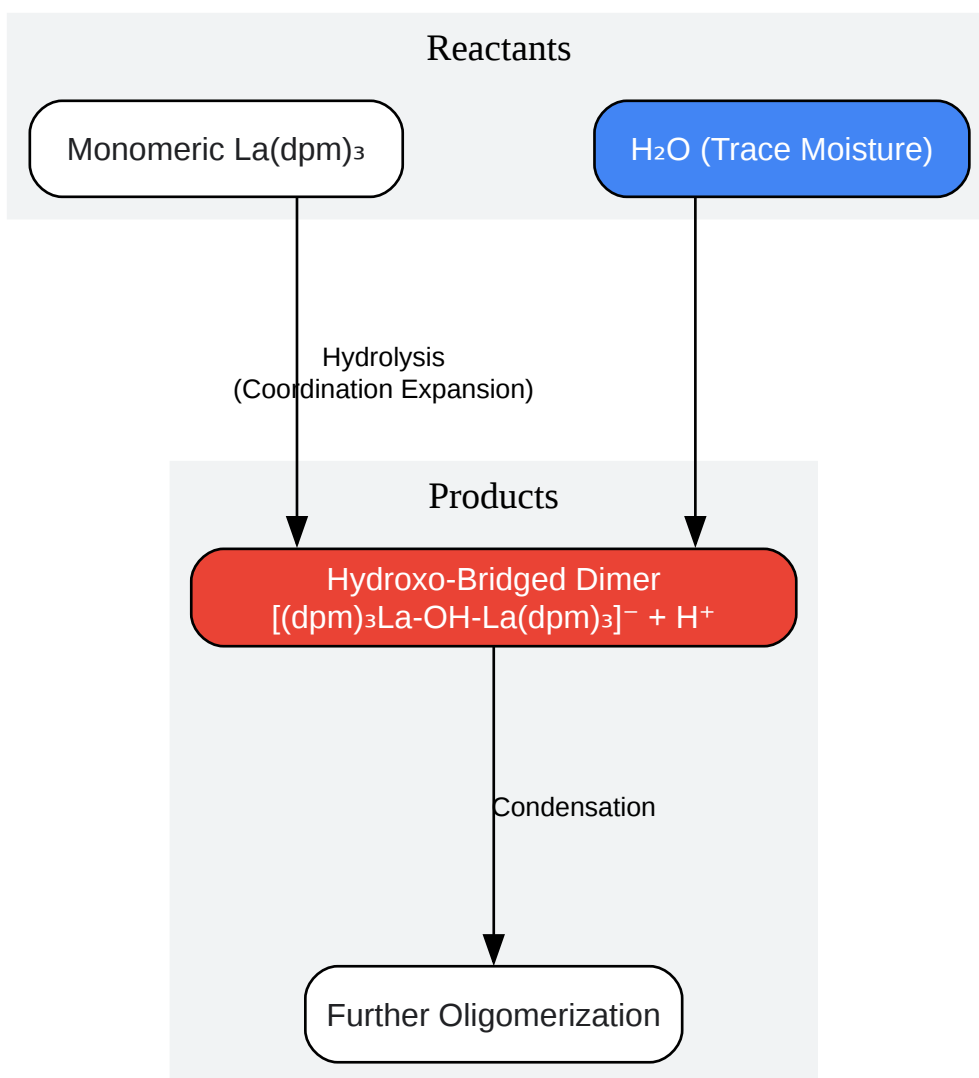 Reactants
Monomeric La(dpm)₃
H₂O (Trace Moisture)
Hydrolysis
(Coordination Expansion)
Products
Hydroxo-Bridged Dimer
[(dpm)₃La-OH-La(dpm)₃]⁻ + H⁺
Condensation
Further Oligomerization